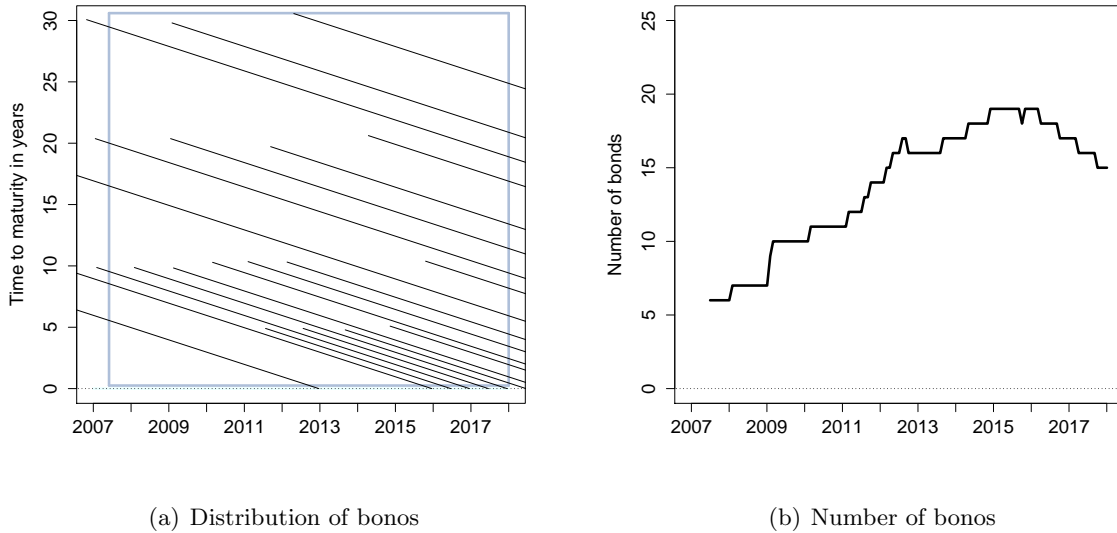 30
25
20
15
10
5
0
Time to maturity in years
2007 2009 2011 2013 2015 2017
(a) Distribution of bonos
25
20
15
10
5
0
Number of bonds
2007 2009 2011 2013 2015 2017
(b) Number of bonos